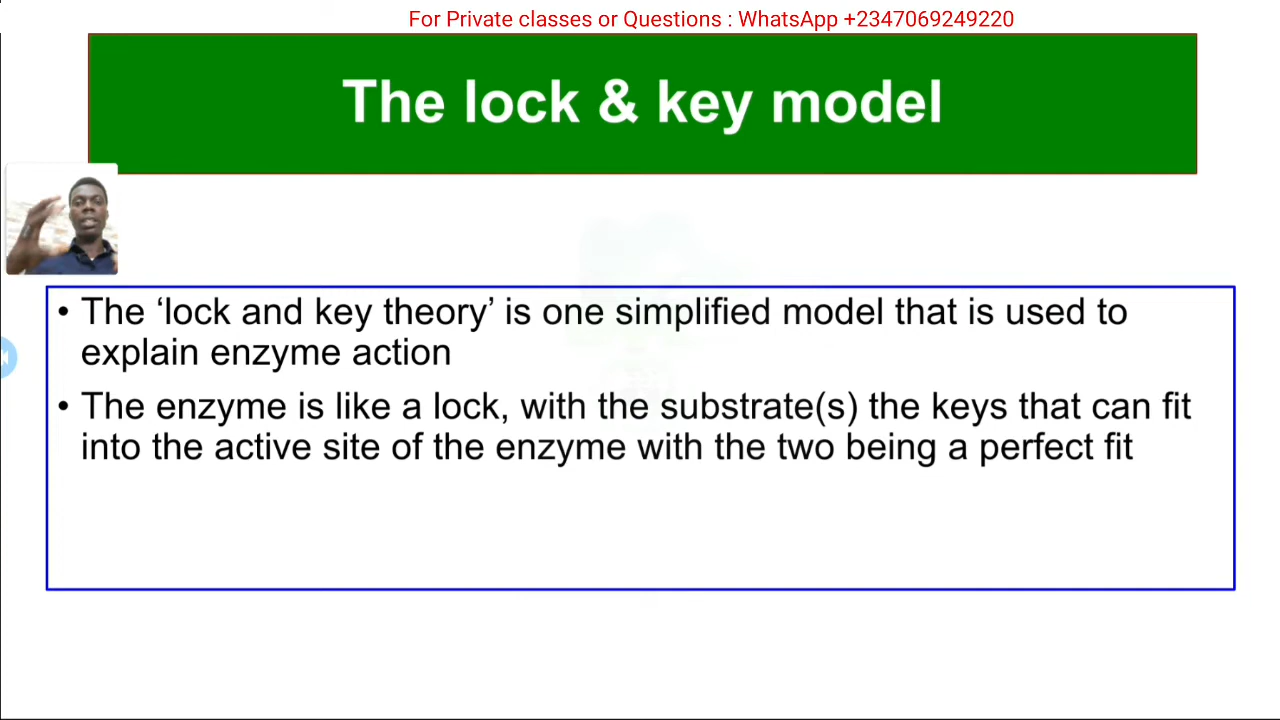 For Private classes or Questions : WhatsApp +2347069249220
The lock & key model
• The ‘lock and key theory’ is one simplified model that is used to
explain enzyme action
• The enzyme is like a lock, with the substrate(s) the keys that can fit
into the active site of the enzyme with the two being a perfect fit